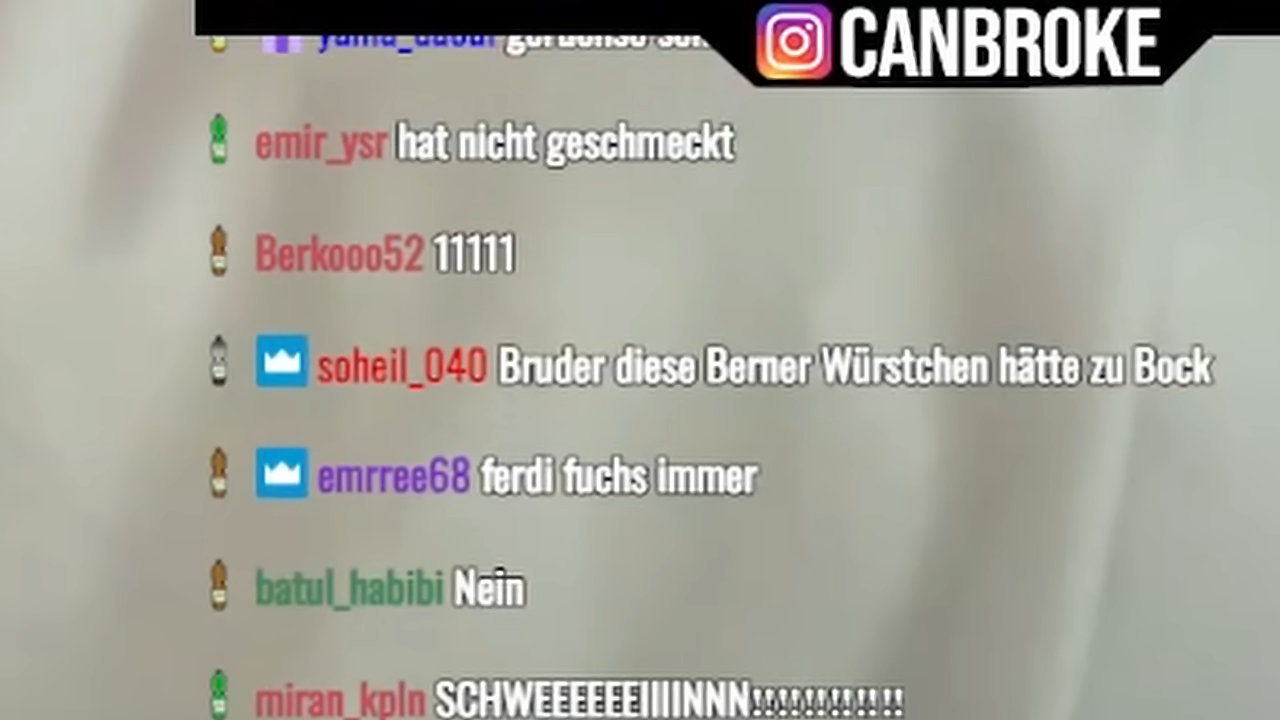 CANBROKE
emir_ysr hat nicht geschmeckt
Berkooo52 11111
soheil_040 Bruder diese Berner Würstchen hätte zu Bock
emrree68 ferdi fuchs immer
batul_habibi Nein
miran_kpln SCHWEEEEEEIIIINNN!!!!!!!!!!!!!